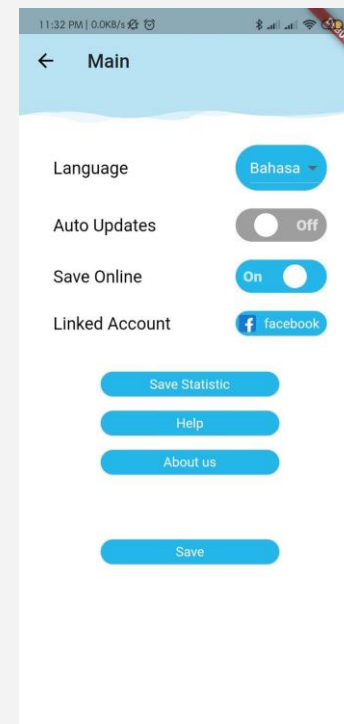 11:32 PM | 0.0KB/s
Main
Language
Bahasa
Auto Updates
Off
Save Online
On
Linked Account
facebook
Save Statistic
Help
About us
Save